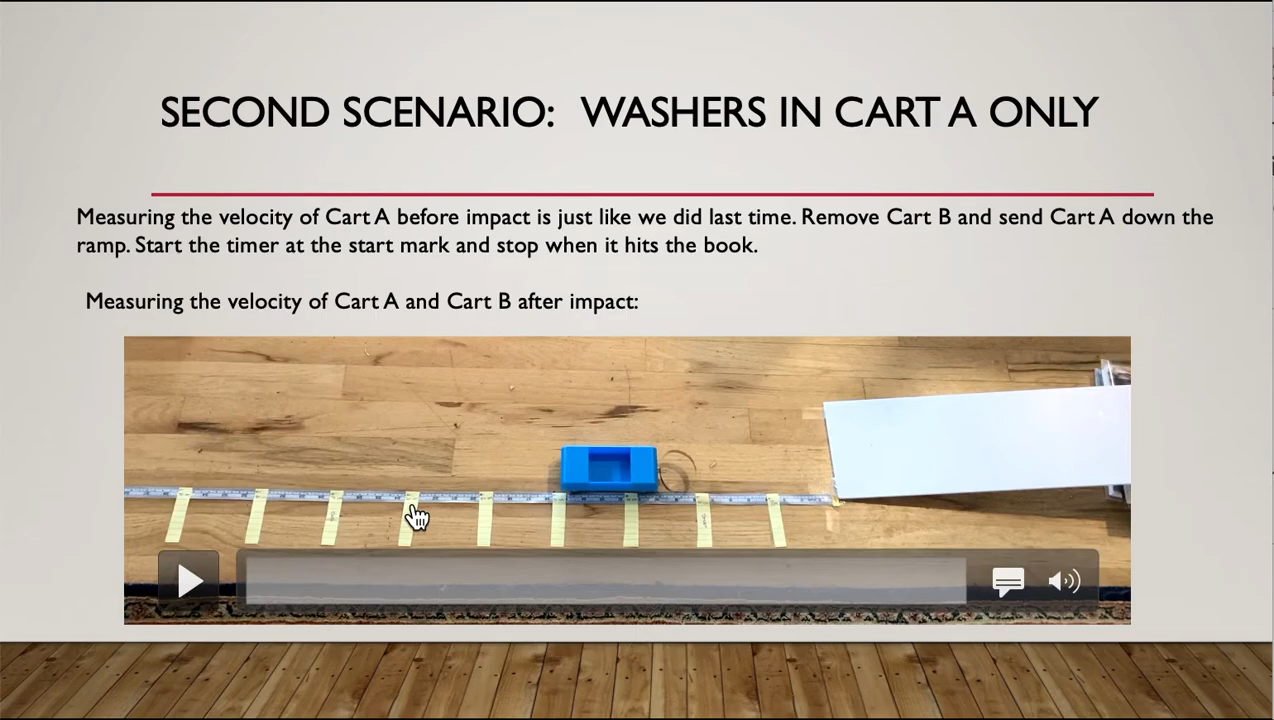 SECOND SCENARIO: WASHERS IN CART A ONLY
Measuring the velocity of Cart A before impact is just like we did last time. Remove Cart B and send Cart A down the
ramp. Start the timer at the start mark and stop when it hits the book.
Measuring the velocity of Cart A and Cart B after impact: